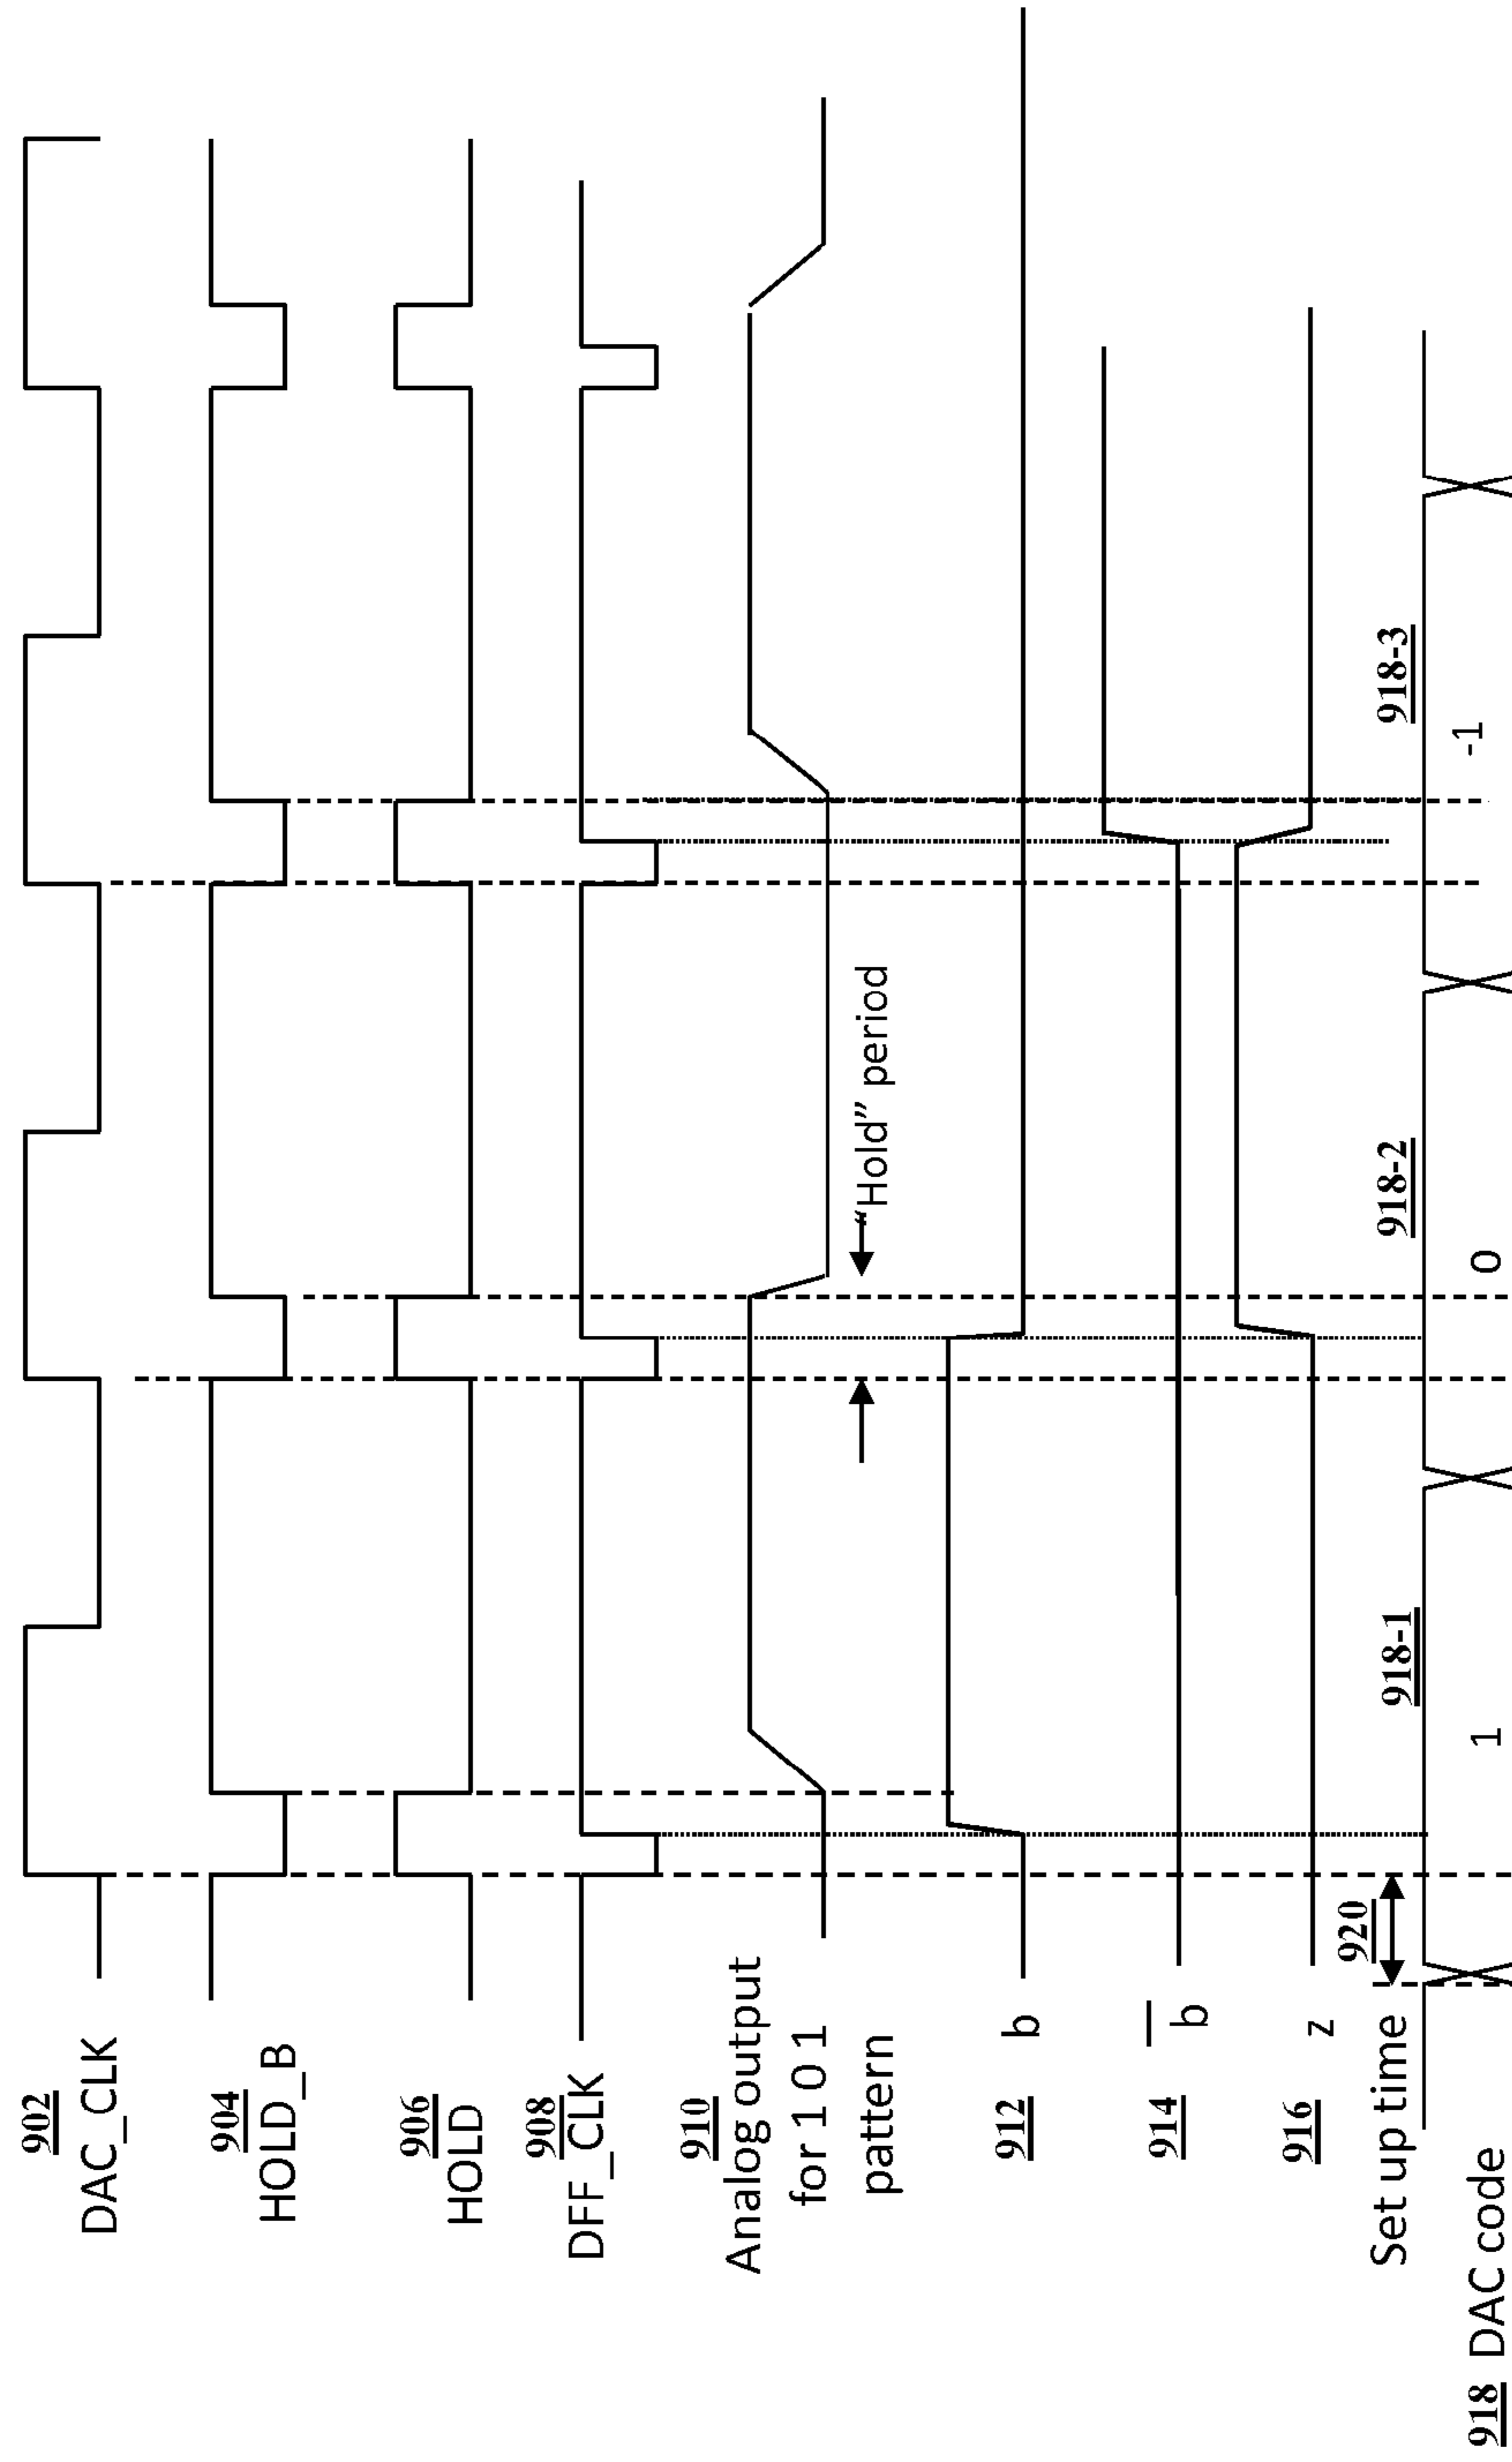 902
DAC_CLK
904
HOLD_B
906
HOLD
908
DFF_CLK
910
Analog output
for 1 0 1
pattern
"Hold" period
912
b
914
b
916
z
920
Set up time
918-1
918-2
918-3
918 DAC code
1
0
-1